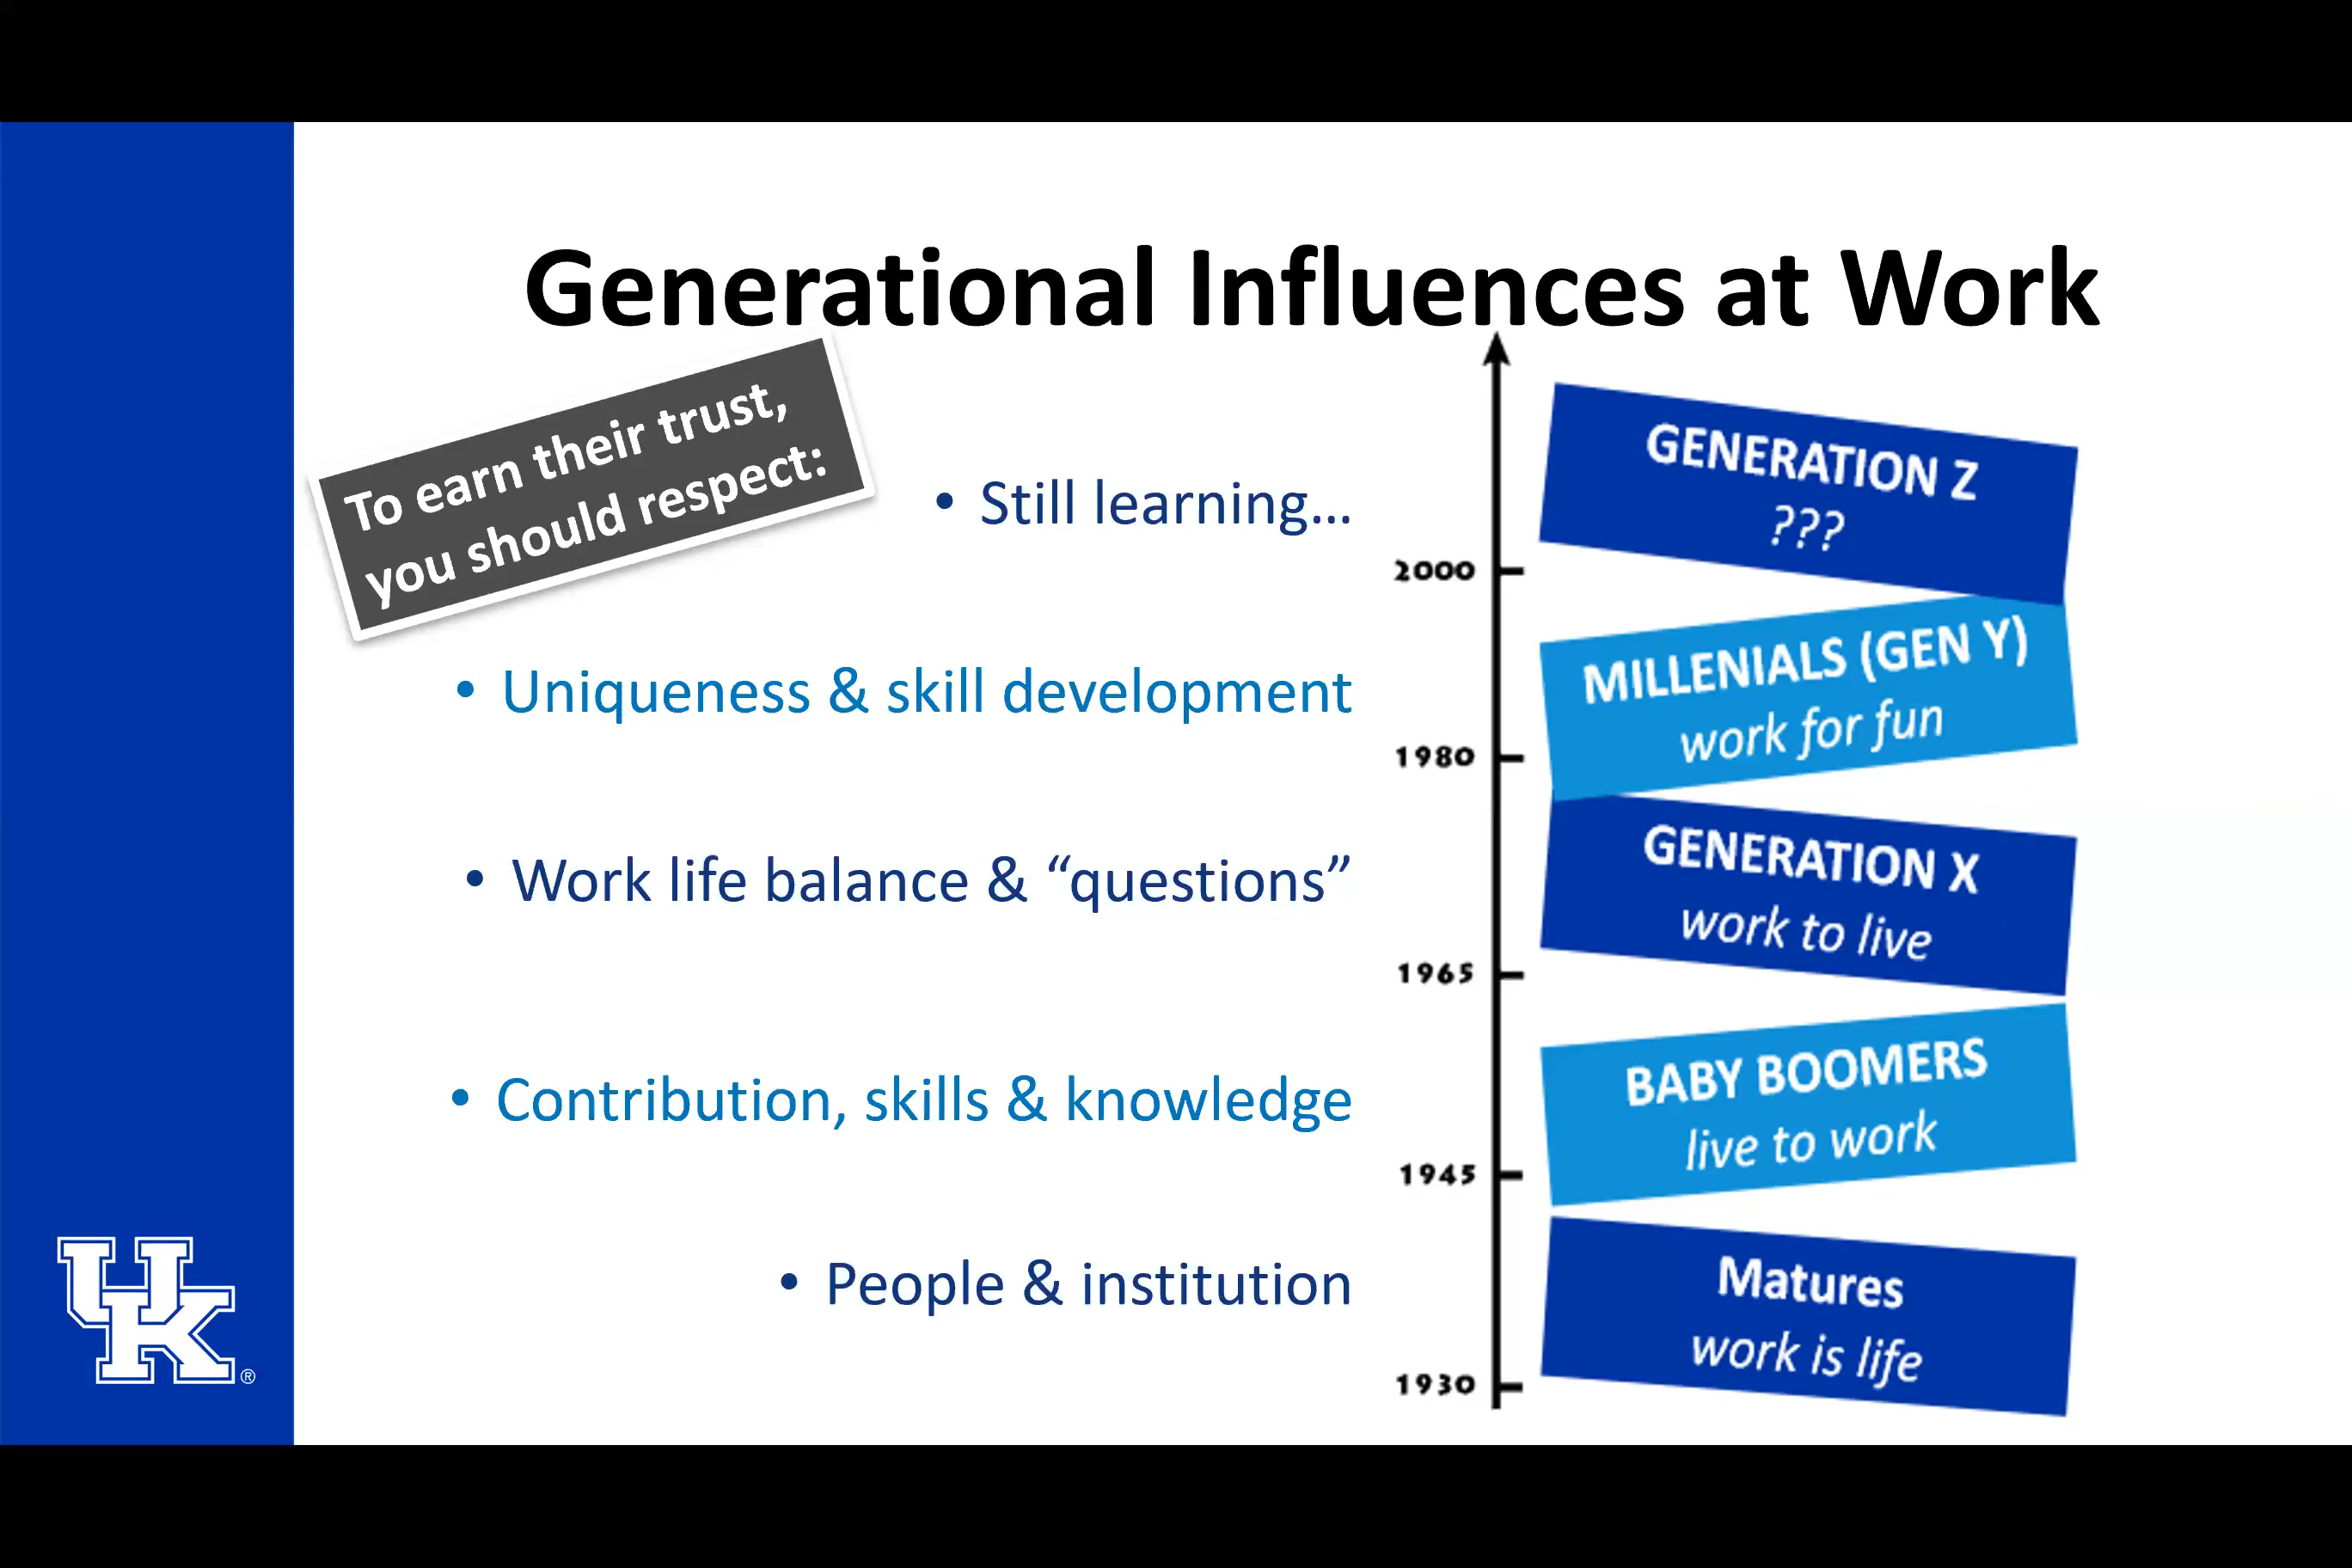 Generational Influences at Work
To earn their trust,
you should respect:
• Still learning...
GENERATION Z
???
2000
• Uniqueness & skill development
MILLENIALS (GEN Y)
work for fun
1980
• Work life balance & “questions”
GENERATION X
work to live
1965
• Contribution, skills & knowledge
BABY BOOMERS
live to work
1945
• People & institution
Matures
work is life
1930
UK®